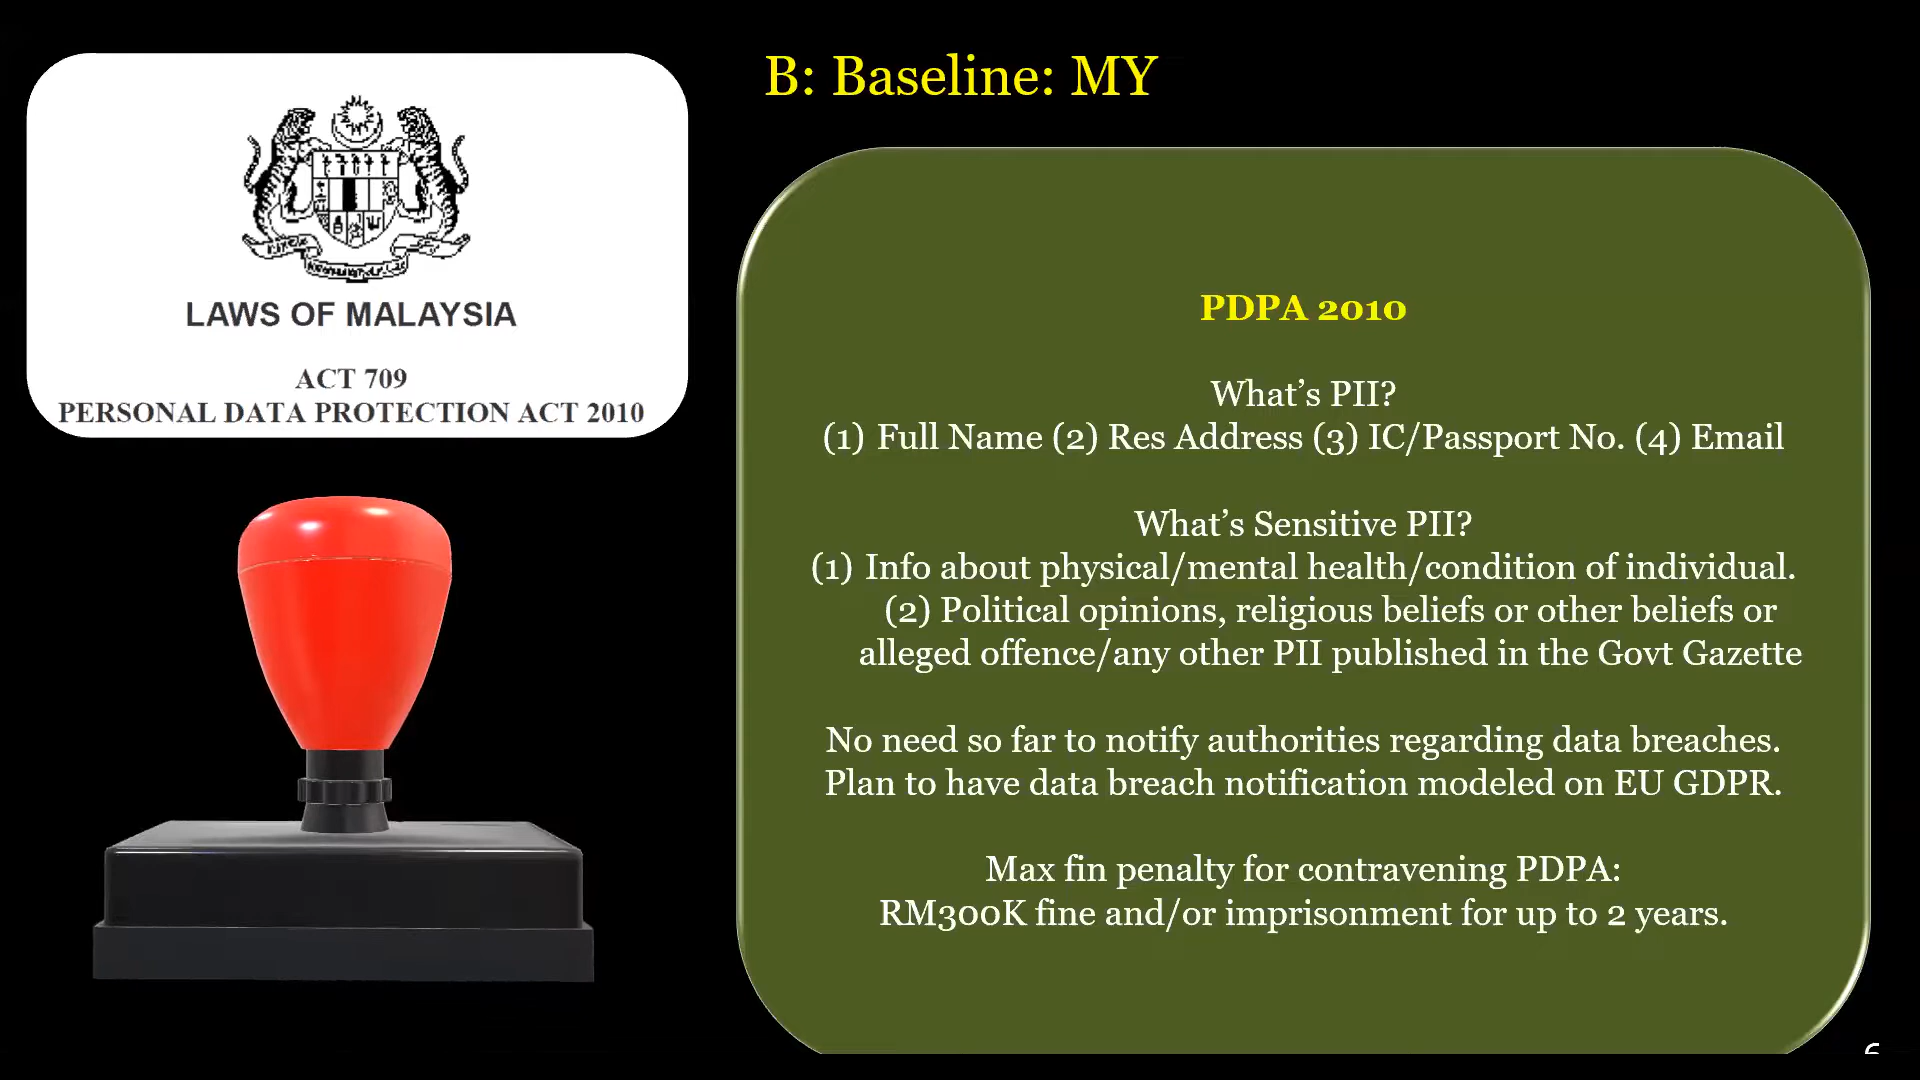 B: Baseline: MY
LAWS OF MALAYSIA
ACT 709
PERSONAL DATA PROTECTION ACT 2010
PDPA 2010
What’s PII?
(1) Full Name (2) Res Address (3) IC/Passport No. (4) Email
What’s Sensitive PII?
(1) Info about physical/mental health/condition of individual.
(2) Political opinions, religious beliefs or other beliefs or
alleged offence/any other PII published in the Govt Gazette
No need so far to notify authorities regarding data breaches.
Plan to have data breach notification modeled on EU GDPR.
Max fin penalty for contravening PDPA:
RM300K fine and/or imprisonment for up to 2 years.